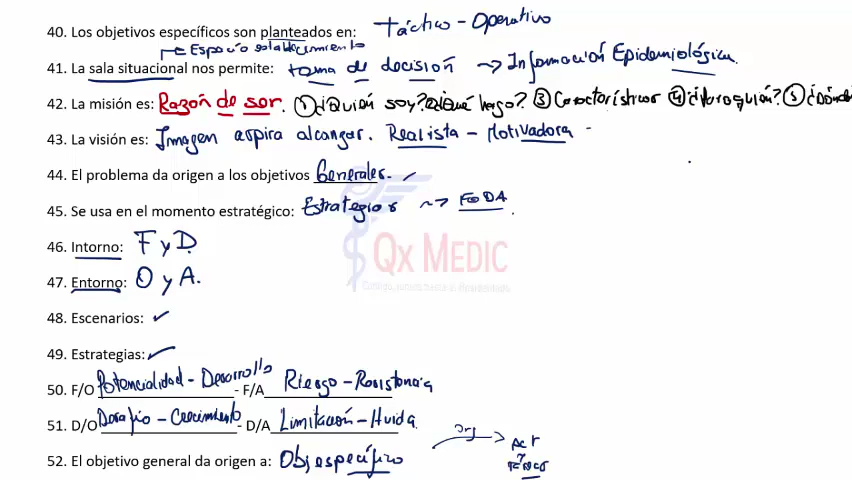 40. Los objetivos específicos son planteados en: táctico - Operativo
Espacio establecimiento
41. La sala situacional nos permite: toma de decisión → Información Epidemiológica.
42. La misión es: Razón de ser. ① ¿Quién soy? ¿qué hago? ③ Características ④ ¿Para quién? ⑤ ¿Dónde
43. La visión es: Imagen aspira alcanzar. Realista - Motivadora
44. El problema da origen a los objetivos Generales.
45. Se usa en el momento estratégico: Estrategias → FODA
46. Intorno: F y D
QX MEDIC
47. Entorno: O y A.
48. Escenarios:
49. Estrategias:
50. F/O Potencialidad - Desarrollo - F/A Riesgo - Resistencia
51. D/O Desafío - Crecimiento - D/A Limitación - Huida.
52. El objetivo general da origen a: Obj específico Org → Act